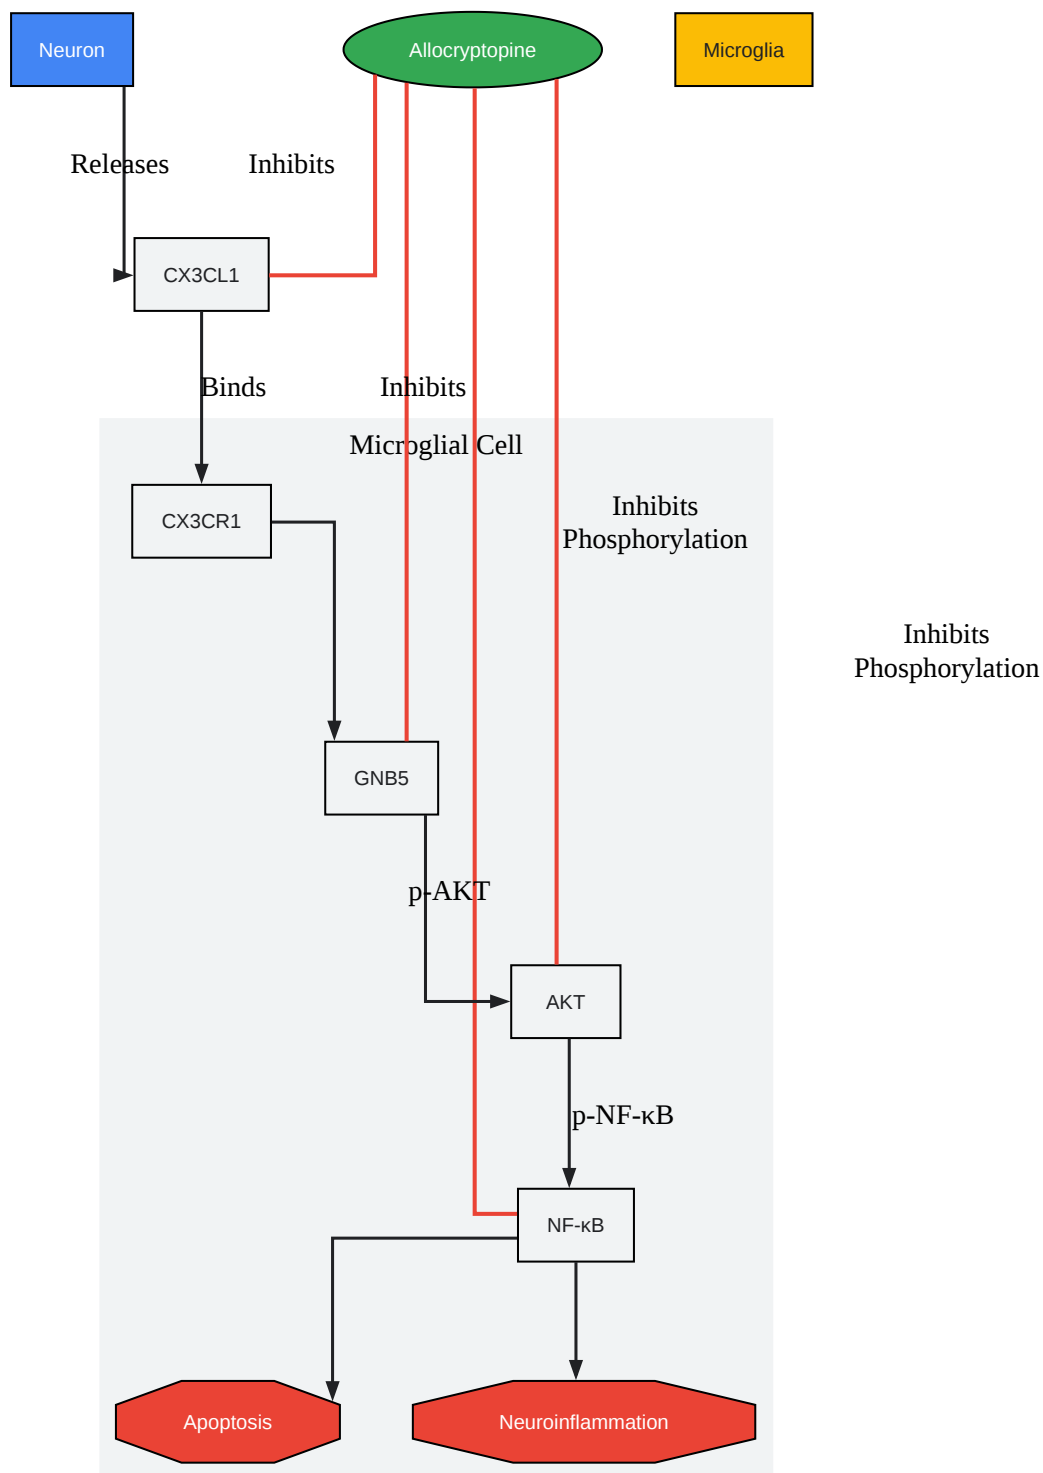 Neuron
Allocryptopine
Microglia
Releases
Inhibits
CX3CL1
Binds
Inhibits
Microglial Cell
CX3CR1
Inhibits
Phosphorylation
Inhibits
Phosphorylation
GNB5
p-AKT
AKT
p-NF-κB
NF-κB
Apoptosis
Neuroinflammation